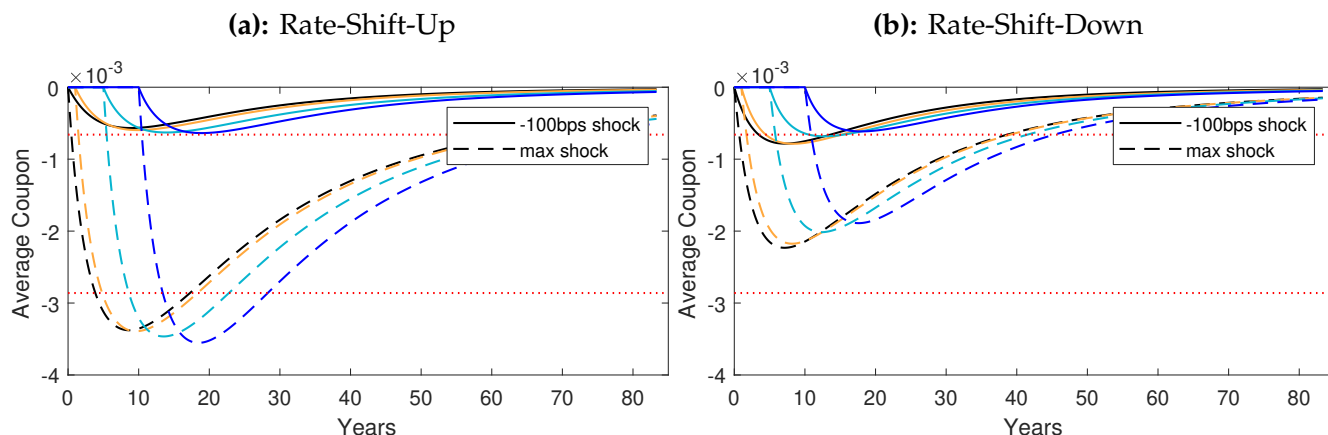 (a): Rate-Shift-Up
(b): Rate-Shift-Down
×10⁻³
0
-1
-2
-3
-4
Average Coupon
-100bps shock
max shock
0 10 20 30 40 50 60 70 80
Years
×10⁻³
0
-1
-2
-3
-4
Average Coupon
-100bps shock
max shock
0 10 20 30 40 50 60 70 80
Years